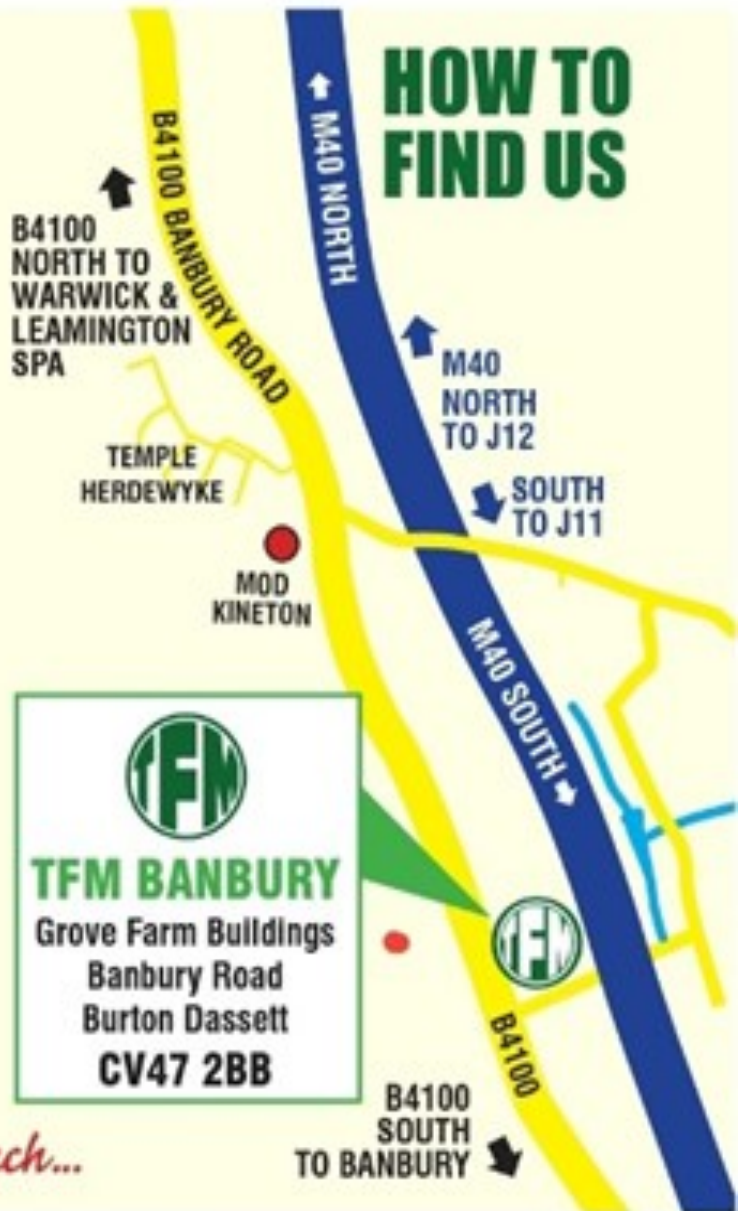 HOW TO
FIND US
M40 NORTH
B4100 BANBURY ROAD
B4100
NORTH TO
WARWICK &
LEAMINGTON
SPA
M40
NORTH
TO J12
SOUTH
TO J11
TEMPLE
HERDEWYKE
MOD
KINETON
M40 SOUTH
TFM
TFM BANBURY
Grove Farm Buildings
Banbury Road
Burton Dassett
CV47 2BB
TFM
B4100
B4100
SOUTH
TO BANBURY